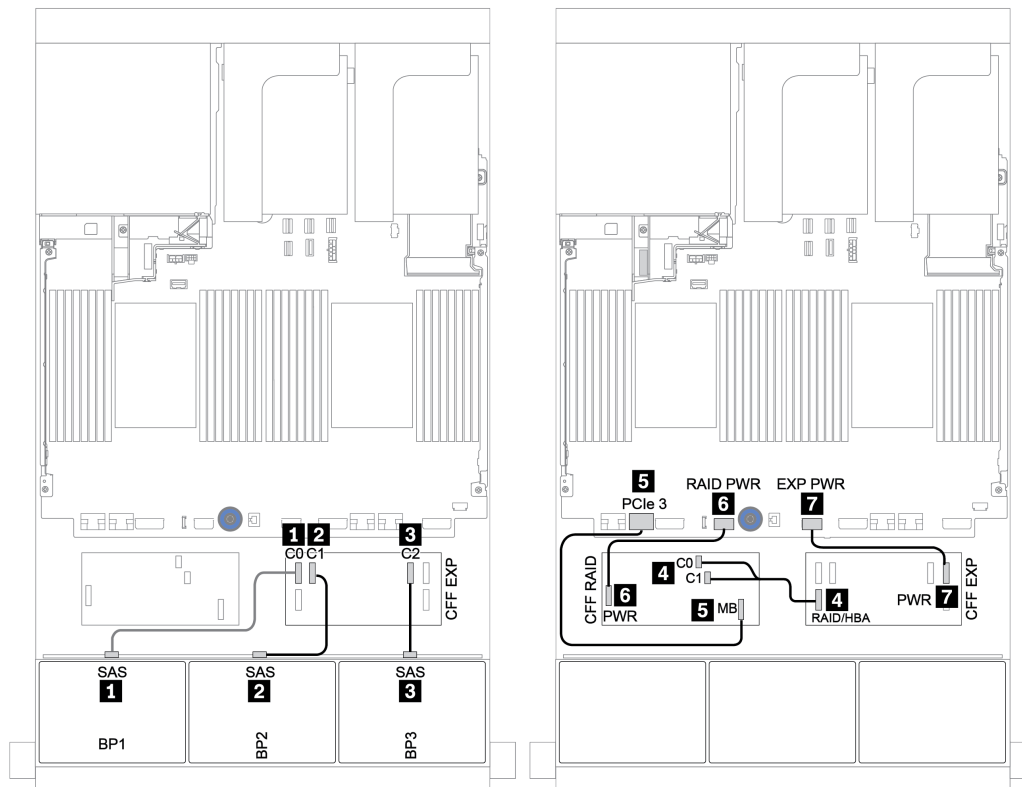 1 2 3
C0 C1 C2
CFF EXP
SAS SAS SAS
1 2 3
BP1 BP2 BP3
5 RAID PWR EXP PWR
PCIe 3 6 7
CFF RAID
4 C0
C1
6 PWR
5 MB
4
RAID/HBA
PWR 7
CFF EXP